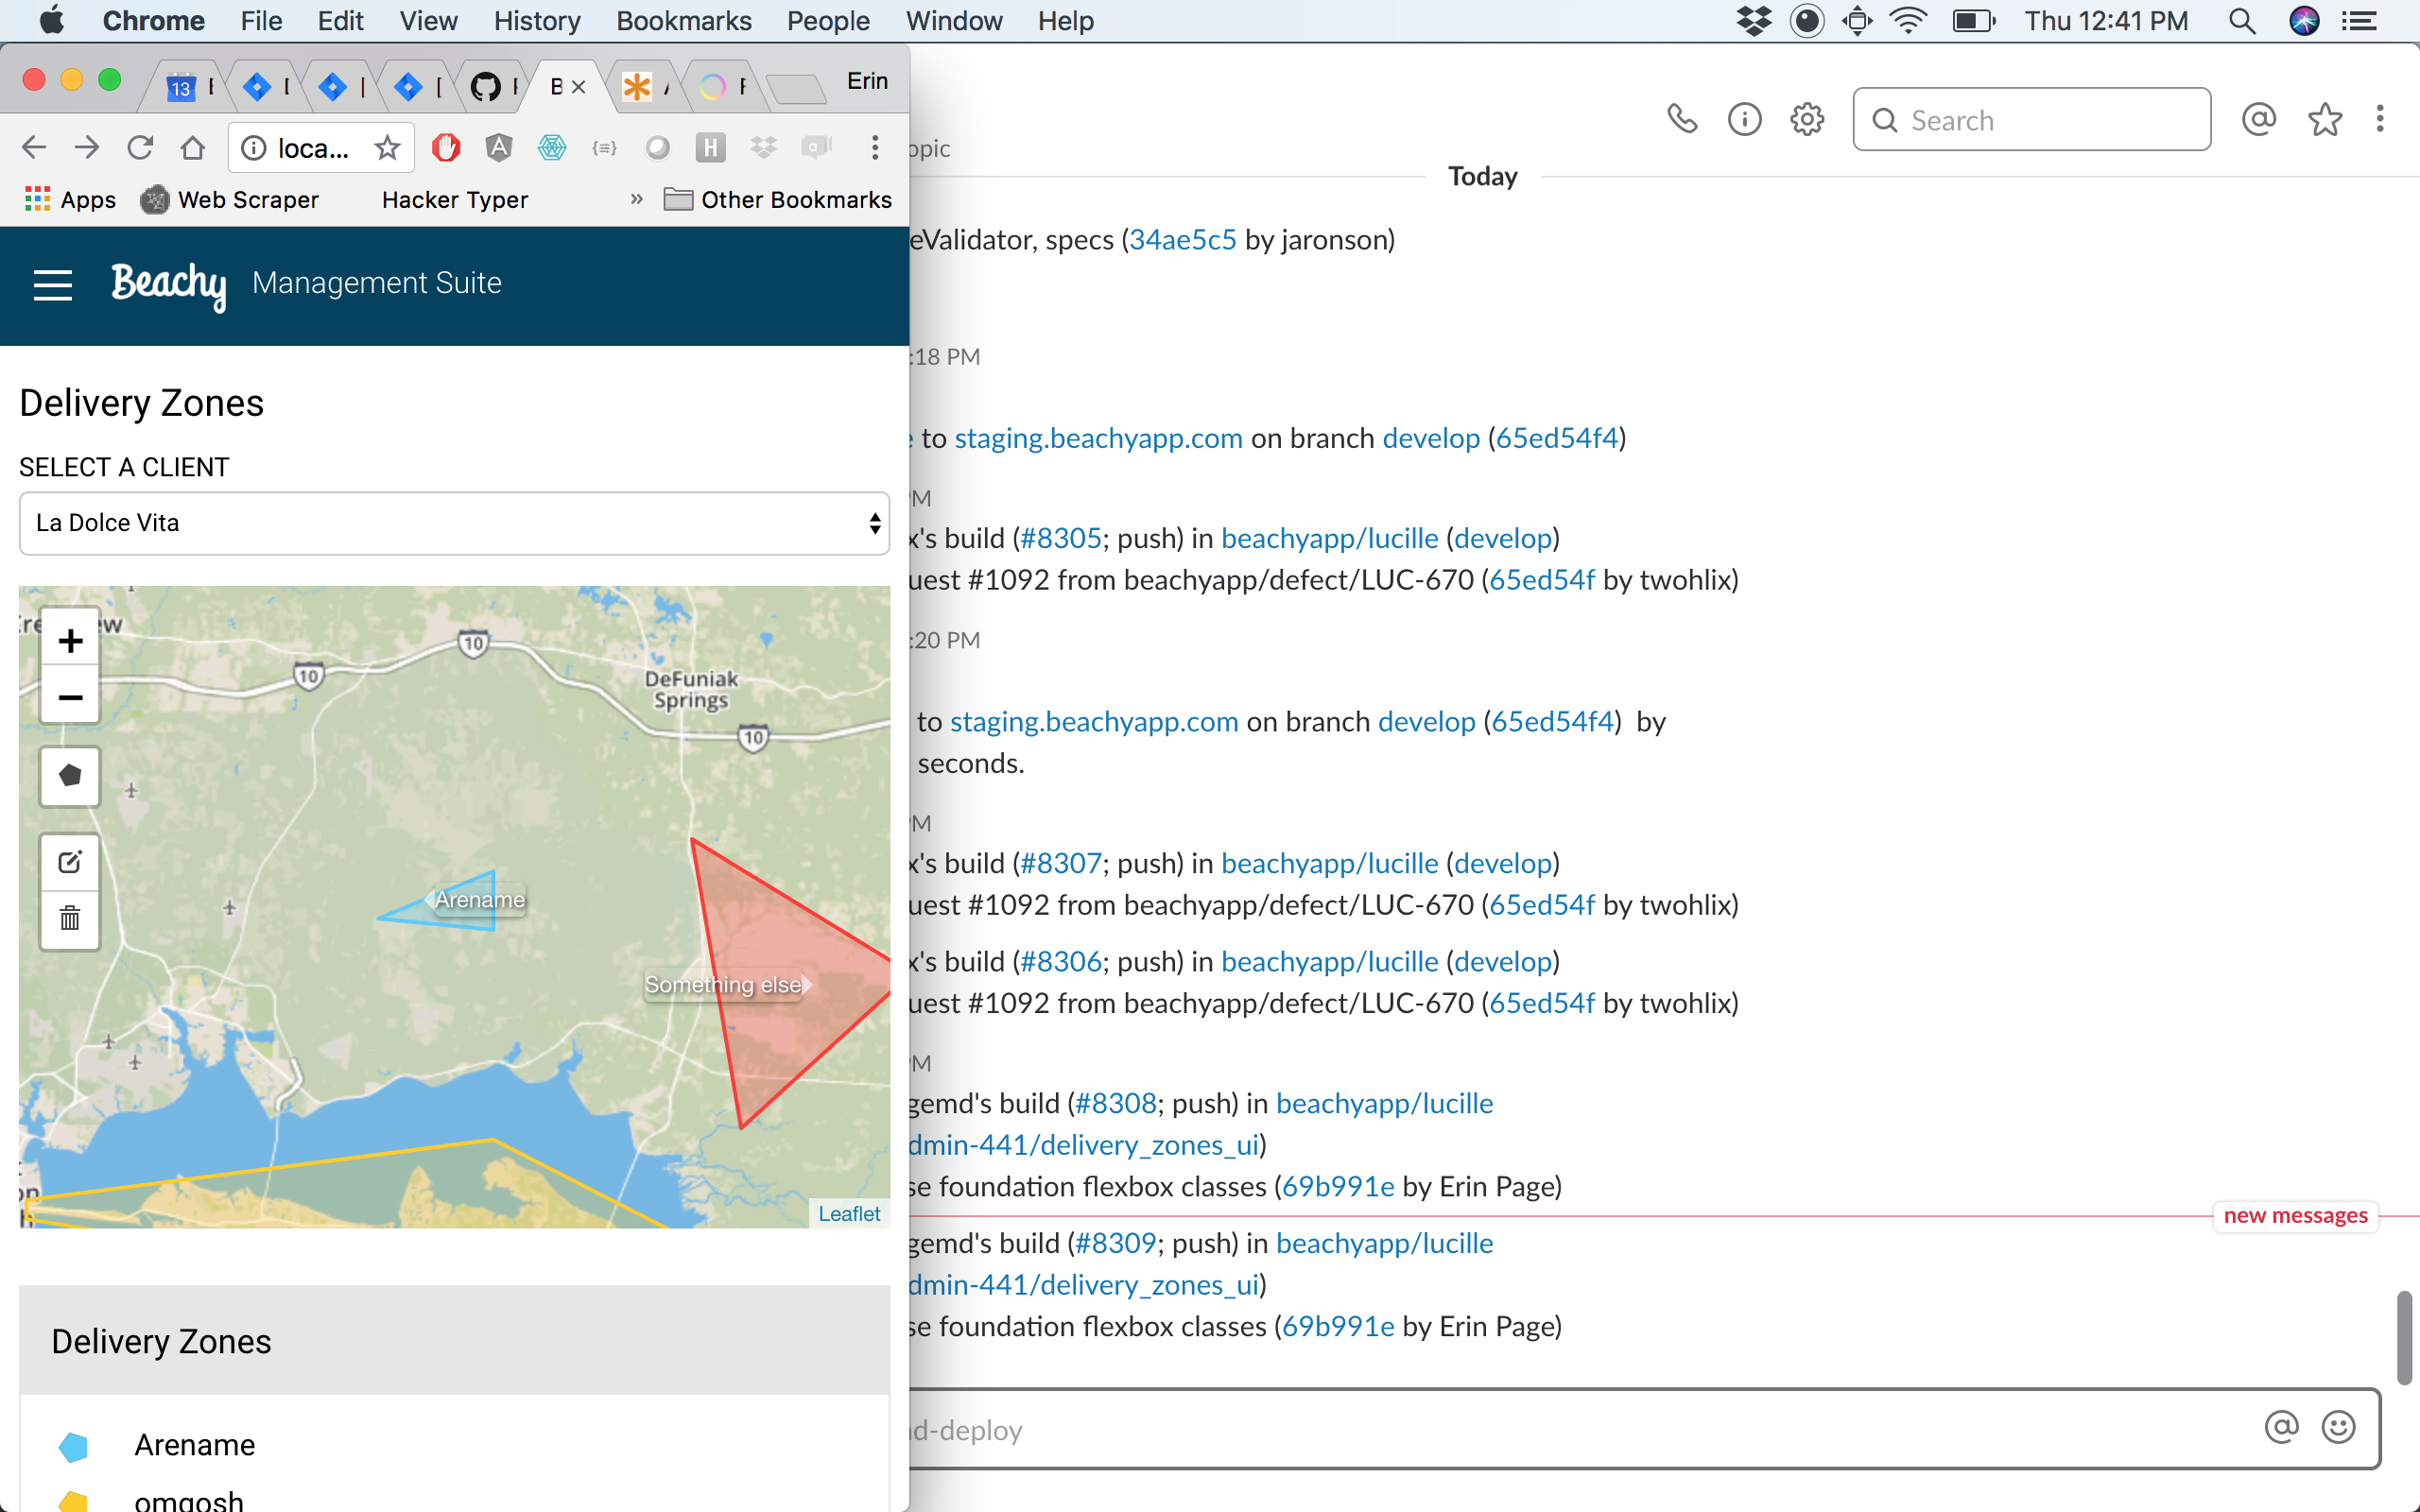 Chrome File Edit View History Bookmarks People Window Help
Thu 12:41 PM
13
Erin
loca...
Apps Web Scraper Hacker Typer » Other Bookmarks
Beachy Management Suite
Delivery Zones
SELECT A CLIENT
La Dolce Vita
+
−
10
10
DeFuniak
Springs
10
Arename
Something else
Leaflet
Delivery Zones
Arename
omgosh
opic
Search
Today
eValidator, specs (34ae5c5 by jaronson)
:18 PM
to staging.beachyapp.com on branch develop (65ed54f4)
PM
x's build (#8305; push) in beachyapp/lucille (develop)
uest #1092 from beachyapp/defect/LUC-670 (65ed54f by twohlix)
:20 PM
to staging.beachyapp.com on branch develop (65ed54f4) by
seconds.
PM
x's build (#8307; push) in beachyapp/lucille (develop)
uest #1092 from beachyapp/defect/LUC-670 (65ed54f by twohlix)
x's build (#8306; push) in beachyapp/lucille (develop)
uest #1092 from beachyapp/defect/LUC-670 (65ed54f by twohlix)
PM
gemd's build (#8308; push) in beachyapp/lucille
dmin-441/delivery_zones_ui)
se foundation flexbox classes (69b991e by Erin Page)
new messages
gemd's build (#8309; push) in beachyapp/lucille
dmin-441/delivery_zones_ui)
se foundation flexbox classes (69b991e by Erin Page)
d-deploy